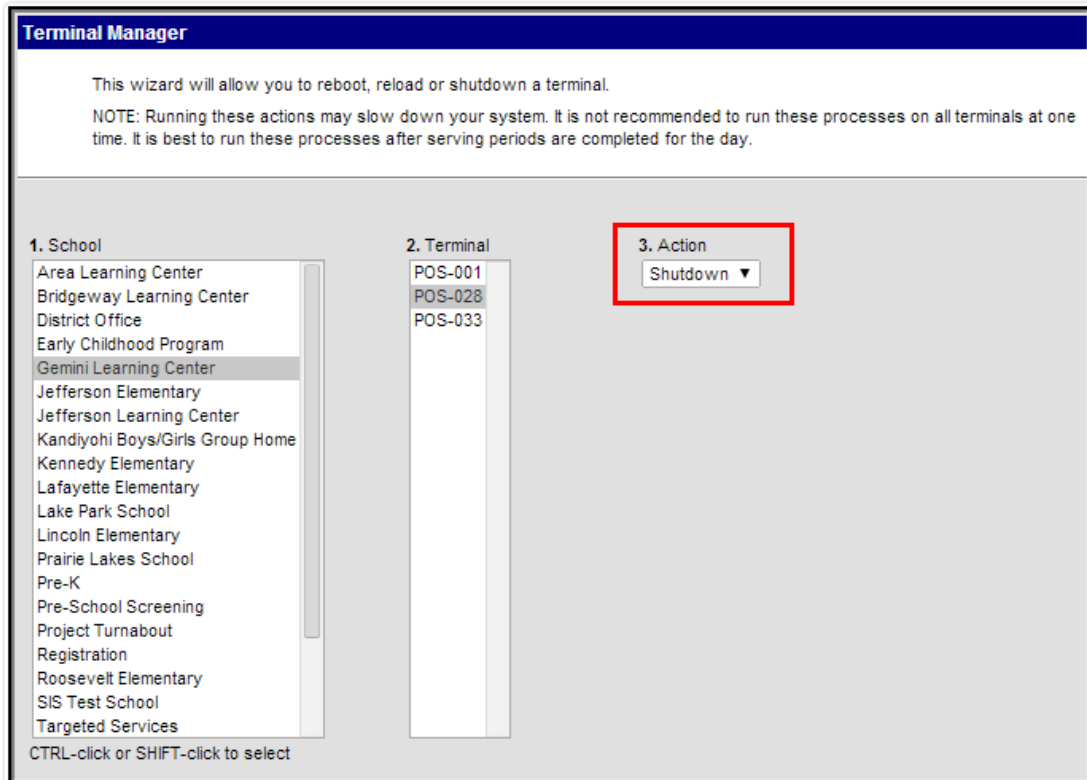 Terminal Manager
This wizard will allow you to reboot, reload or shutdown a terminal.
NOTE: Running these actions may slow down your system. It is not recommended to run these processes on all terminals at one
time. It is best to run these processes after serving periods are completed for the day.
1. School
Area Learning Center
Bridgeway Learning Center
District Office
Early Childhood Program
Gemini Learning Center
Jefferson Elementary
Jefferson Learning Center
Kandiyohi Boys/Girls Group Home
Kennedy Elementary
Lafayette Elementary
Lake Park School
Lincoln Elementary
Prairie Lakes School
Pre-K
Pre-School Screening
Project Turnabout
Registration
Roosevelt Elementary
SIS Test School
Targeted Services
CTRL-click or SHIFT-click to select
2. Terminal
POS-001
POS-028
POS-033
3. Action
Shutdown ▼